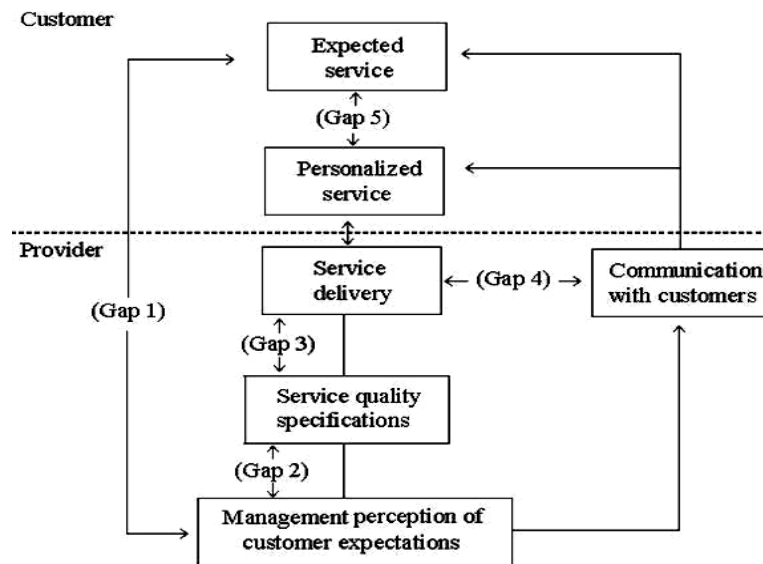 Customer
Expected
service
(Gap 5)
Personalized
service
Provider
Service
delivery
(Gap 4)
Communication
with customers
(Gap 1)
(Gap 3)
Service quality
specifications
(Gap 2)
Management perception of
customer expectations